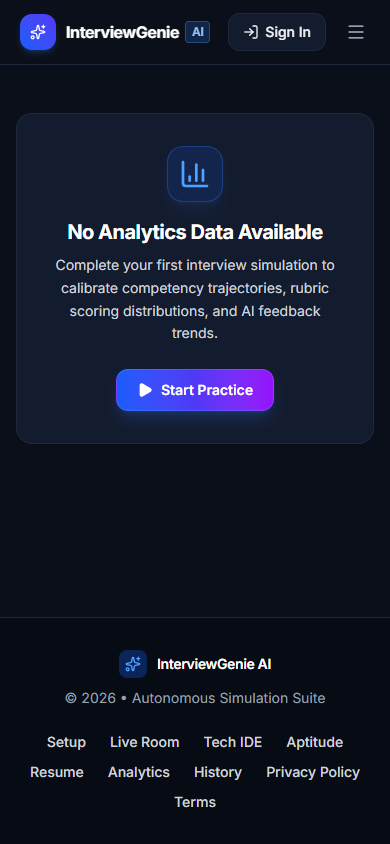 InterviewGenie AI Sign In
No Analytics Data Available
Complete your first interview simulation to
calibrate competency trajectories, rubric
scoring distributions, and AI feedback
trends.
Start Practice
InterviewGenie AI
© 2026 • Autonomous Simulation Suite
Setup Live Room Tech IDE Aptitude
Resume Analytics History Privacy Policy
Terms